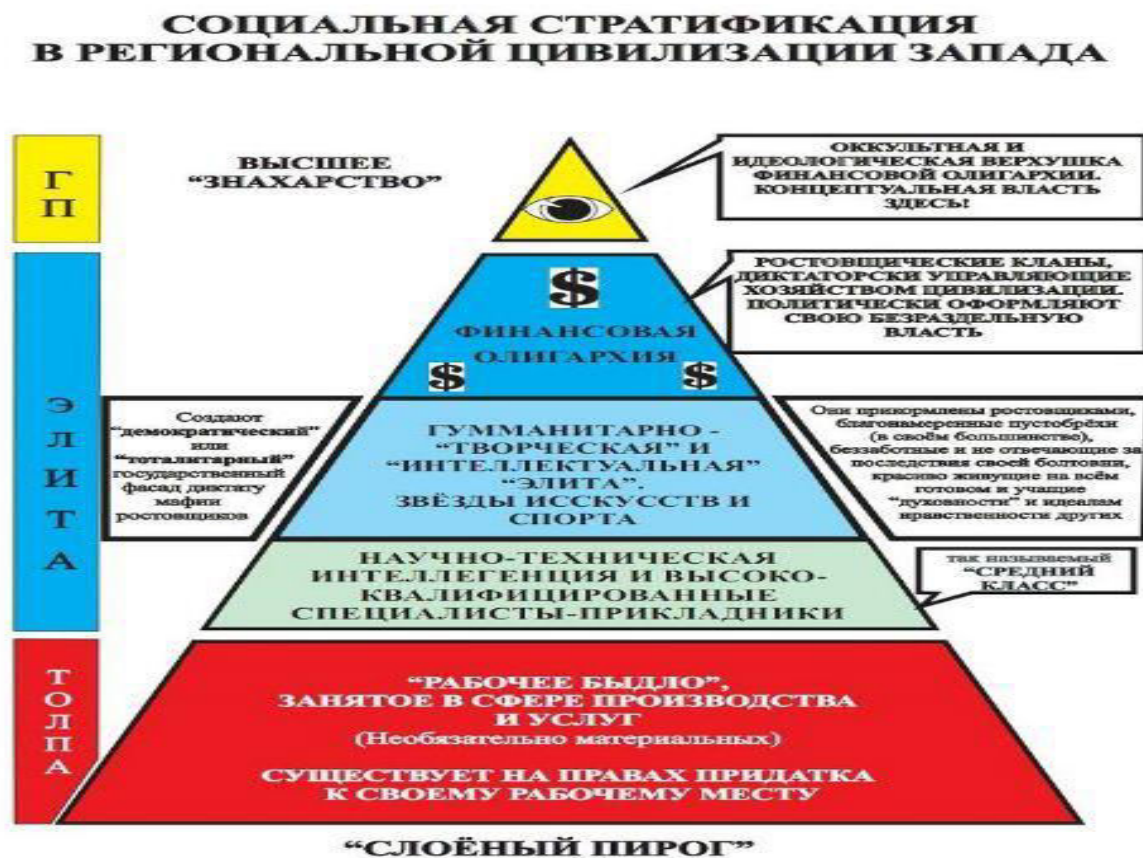 СОЦИАЛЬНАЯ СТРАТИФИКАЦИЯ
В РЕГИОНАЛЬНОЙ ЦИВИЛИЗАЦИИ ЗАПАДА
ГП
ВЫСШЕЕ
“ЗНАХАРСТВО”
ОККУЛЬТНАЯ И
ИДЕОЛОГИЧЕСКАЯ ВЕРХУШКА
ФИНАНСОВОЙ ОЛИГАРХИИ.
КОНЦЕПТУАЛЬНАЯ ВЛАСТЬ
ЗДЕСЬ!
ЭЛИТА
$
ФИНАНСОВАЯ
ОЛИГАРХИЯ
$ $
РОСТОВЩИЧЕСКИЕ КЛАНЫ,
ДИКТАТОРСКИ УПРАВЛЯЮЩИЕ
ХОЗЯЙСТВОМ ЦИВИЛИЗАЦИИ.
ПОЛИТИЧЕСКИ ОФОРМЛЯЮТ
СВОЮ БЕЗРАЗДЕЛЬНУЮ
ВЛАСТЬ
Создают
“демократический”
или
“тоталитарный”
государственный
фасад диктату
мафии
ростовщиков
ГУММАНИТАРНО -
“ТВОРЧЕСКАЯ” И
“ИНТЕЛЛЕКТУАЛЬНАЯ”
“ЭЛИТА”.
ЗВЁЗДЫ ИССКУССТВ И
СПОРТА
Они прикормлены ростовщиками,
благонамеренные пустобрёхи
(в своём большинстве),
беззаботные и не отвечающие за
последствия своей болтовни,
красиво живущие на всём
готовом и учащие
“духовности” и идеалам
нравственности других
НАУЧНО-ТЕХНИЧЕСКАЯ
ИНТЕЛЛЕГЕНЦИЯ И ВЫСОКО-
КВАЛИФИЦИРОВАННЫЕ
СПЕЦИАЛИСТЫ-ПРИКЛАДНИКИ
так называемый
“СРЕДНИЙ
КЛАСС”
ТОЛПА
“РАБОЧЕЕ БЫДЛО”,
ЗАНЯТОЕ В СФЕРЕ ПРОИЗВОДСТВА
И УСЛУГ
(Необязательно материальных)
СУЩЕСТВУЕТ НА ПРАВАХ ПРИДАТКА
К СВОЕМУ РАБОЧЕМУ МЕСТУ
“СЛОЁНЫЙ ПИРОГ”